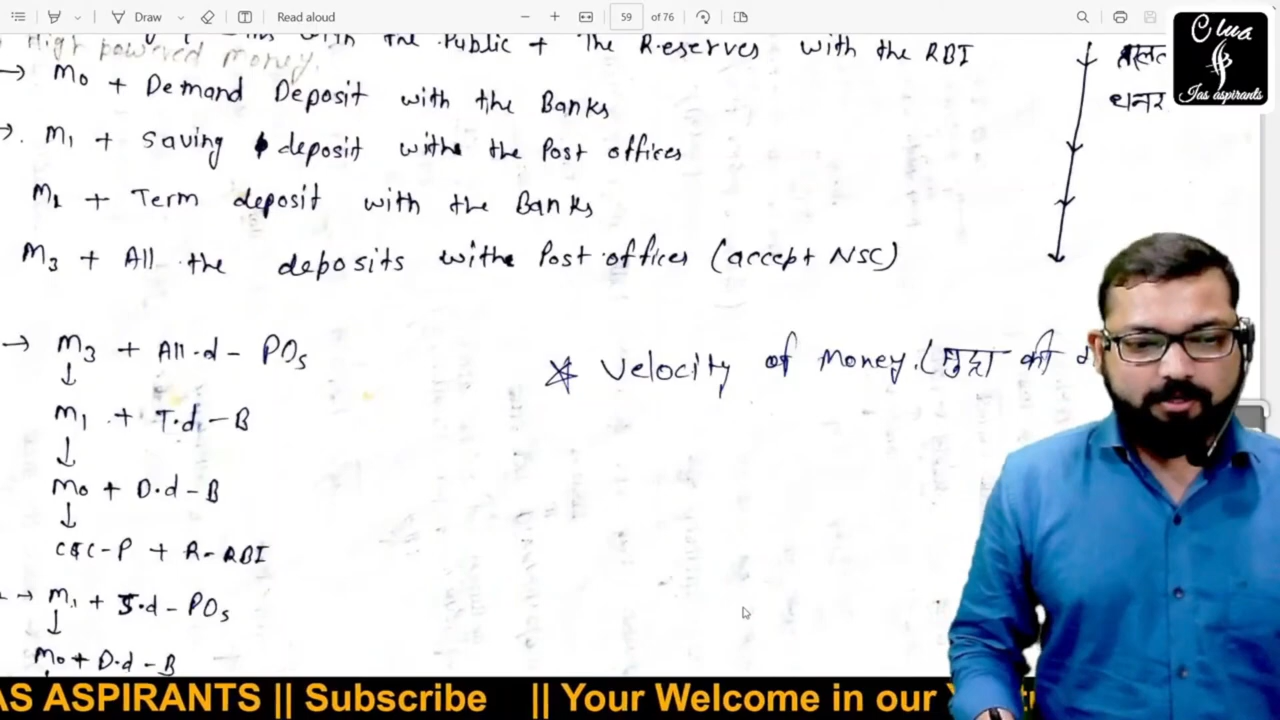 Draw
Read aloud
59 of 76
with the Public + The Reserves with the RBI
High powered money.
→ M0 + Demand Deposit with the Banks
→. M1 + Saving deposit with the Post offices
M1 + Term deposit with the Banks
M3 + All the deposits with Post offices (accept NSC)
→ M3 + All.d - POs
↓
M1 + T.d - B
↓
M0 + D.d - B
↓
C&C-P + R-RBI
→ M1 + S.d - POs
↓
M0 + D.d - B
* Velocity of Money. (मुद्रा की
Clua
Ias aspirants
AS ASPIRANTS || Subscribe || Your Welcome in our